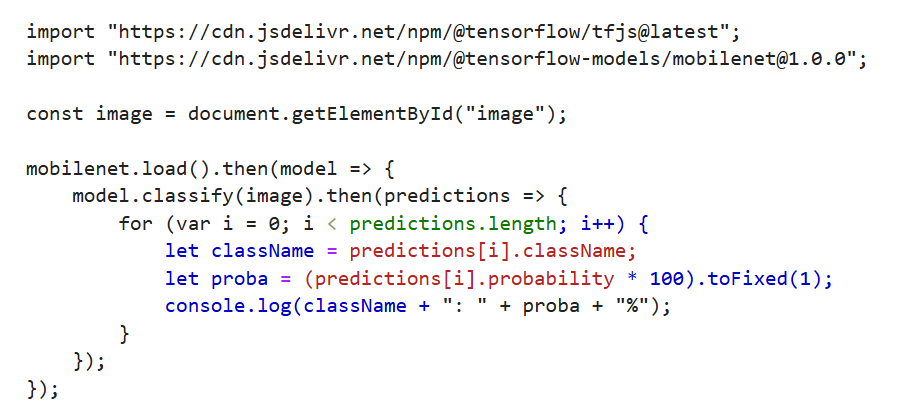 import "https://cdn.jsdelivr.net/npm/@tensorflow/tfjs@latest";
import "https://cdn.jsdelivr.net/npm/@tensorflow-models/mobilenet@1.0.0";

const image = document.getElementById("image");

mobilenet.load().then(model => {
    model.classify(image).then(predictions => {
        for (var i = 0; i < predictions.length; i++) {
            let className = predictions[i].className;
            let proba = (predictions[i].probability * 100).toFixed(1);
            console.log(className + ": " + proba + "%");
        }
    });
});